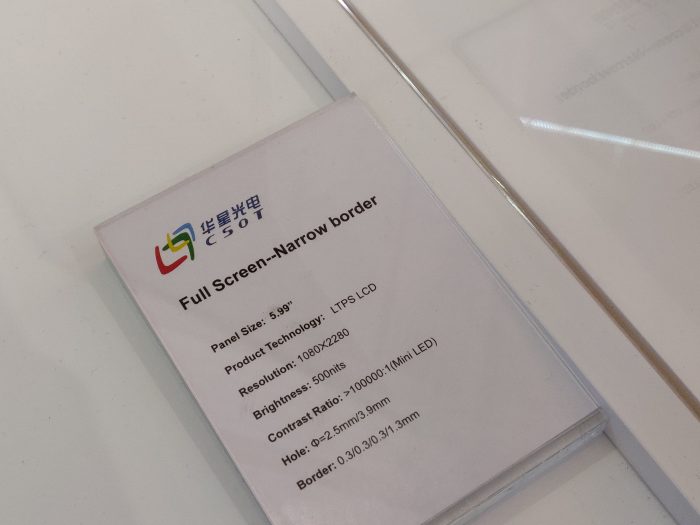 华星光电
CSOT
Full Screen--Narrow border
Panel Size: 5.99"
Product Technology: LTPS LCD
Resolution: 1080X2280
Brightness: 500nits
Contrast Ratio: >100000:1(Mini LED)
Hole: Φ=2.5mm/3.9mm
Border: 0.3/0.3/0.3/1.3mm